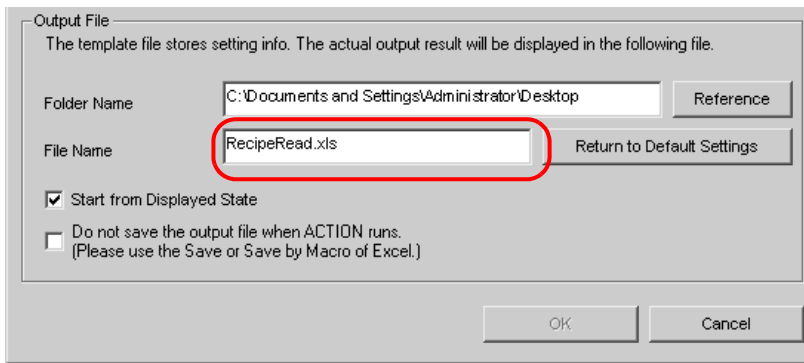 Output File
The template file stores setting info. The actual output result will be displayed in the following file.
Folder Name C:\Documents and Settings\Administrator\Desktop Reference
File Name RecipeRead.xls Return to Default Settings
Start from Displayed State
Do not save the output file when ACTION runs.
(Please use the Save or Save by Macro of Excel.)
OK Cancel